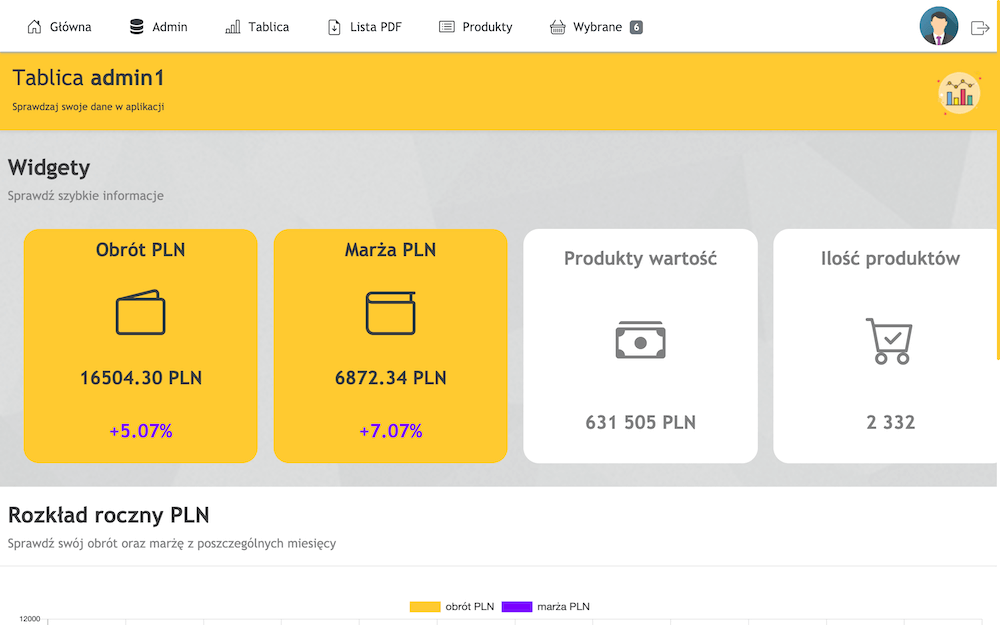 Główna Admin Tablica Lista PDF Produkty Wybrane 6
Tablica admin1
Sprawdzaj swoje dane w aplikacji
Widgety
Sprawdź szybkie informacje
Obrót PLN
16504.30 PLN
+5.07%
Marża PLN
6872.34 PLN
+7.07%
Produkty wartość
631 505 PLN
Ilość produktów
2 332
Rozkład roczny PLN
Sprawdź swój obrót oraz marżę z poszczególnych miesięcy
obrót PLN marża PLN
12000